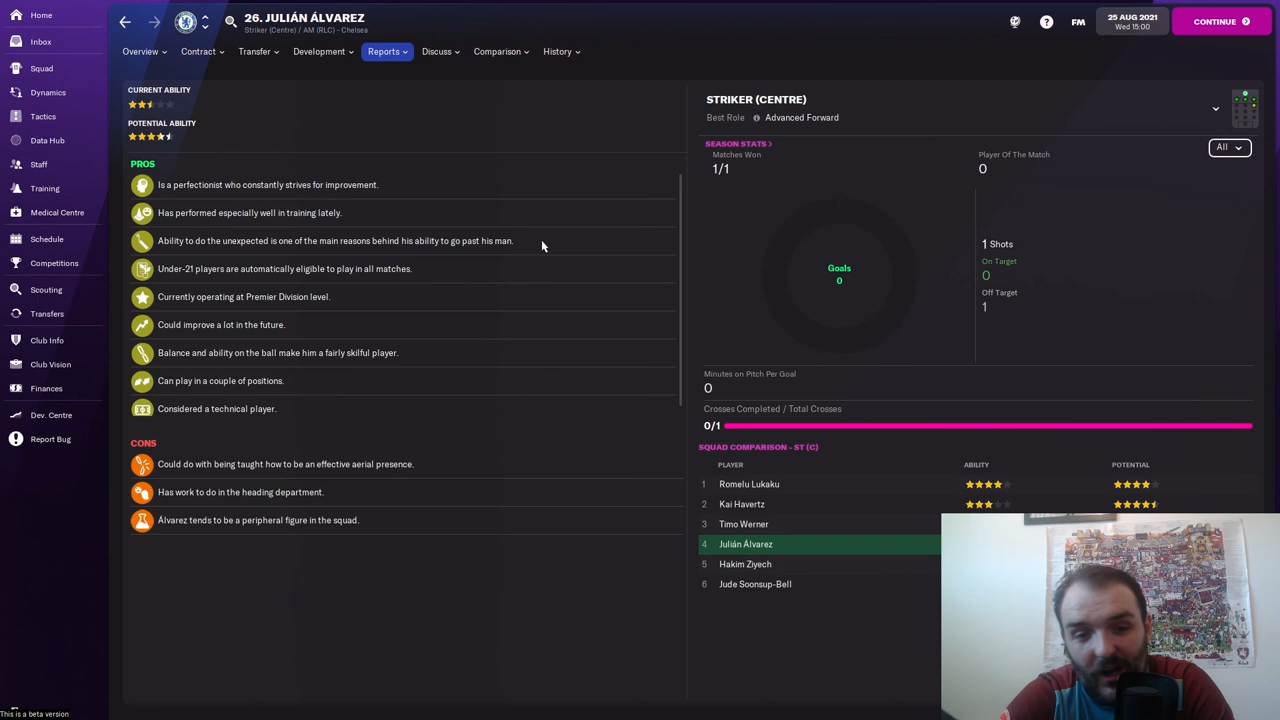 Home
Inbox
Squad
Dynamics
Tactics
Data Hub
Staff
Training
Medical Centre
Schedule
Competitions
Scouting
Transfers
Club Info
Club Vision
Finances
Dev. Centre
Report Bug
This is a beta version
26. JULIÁN ÁLVAREZ
Striker (Centre) / AM (RLC) - Chelsea
FM
25 AUG 2021
Wed 15:00
CONTINUE
Overview
Contract
Transfer
Development
Reports
Discuss
Comparison
History
CURRENT ABILITY
POTENTIAL ABILITY
PROS
Is a perfectionist who constantly strives for improvement.
Has performed especially well in training lately.
Ability to do the unexpected is one of the main reasons behind his ability to go past his man.
Under-21 players are automatically eligible to play in all matches.
Currently operating at Premier Division level.
Could improve a lot in the future.
Balance and ability on the ball make him a fairly skilful player.
Can play in a couple of positions.
Considered a technical player.
CONS
Could do with being taught how to be an effective aerial presence.
Has work to do in the heading department.
Álvarez tends to be a peripheral figure in the squad.
STRIKER (CENTRE)
Best Role Advanced Forward
SEASON STATS >
All
Matches Won
1/1
Player Of The Match
0
Goals
0
1 Shots
On Target
0
Off Target
1
Minutes on Pitch Per Goal
0
Crosses Completed / Total Crosses
0/1
SQUAD COMPARISON - ST (C)
PLAYER ABILITY POTENTIAL
1 Romelu Lukaku
2 Kai Havertz
3 Timo Werner
4 Julián Álvarez
5 Hakim Ziyech
6 Jude Soonsup-Bell